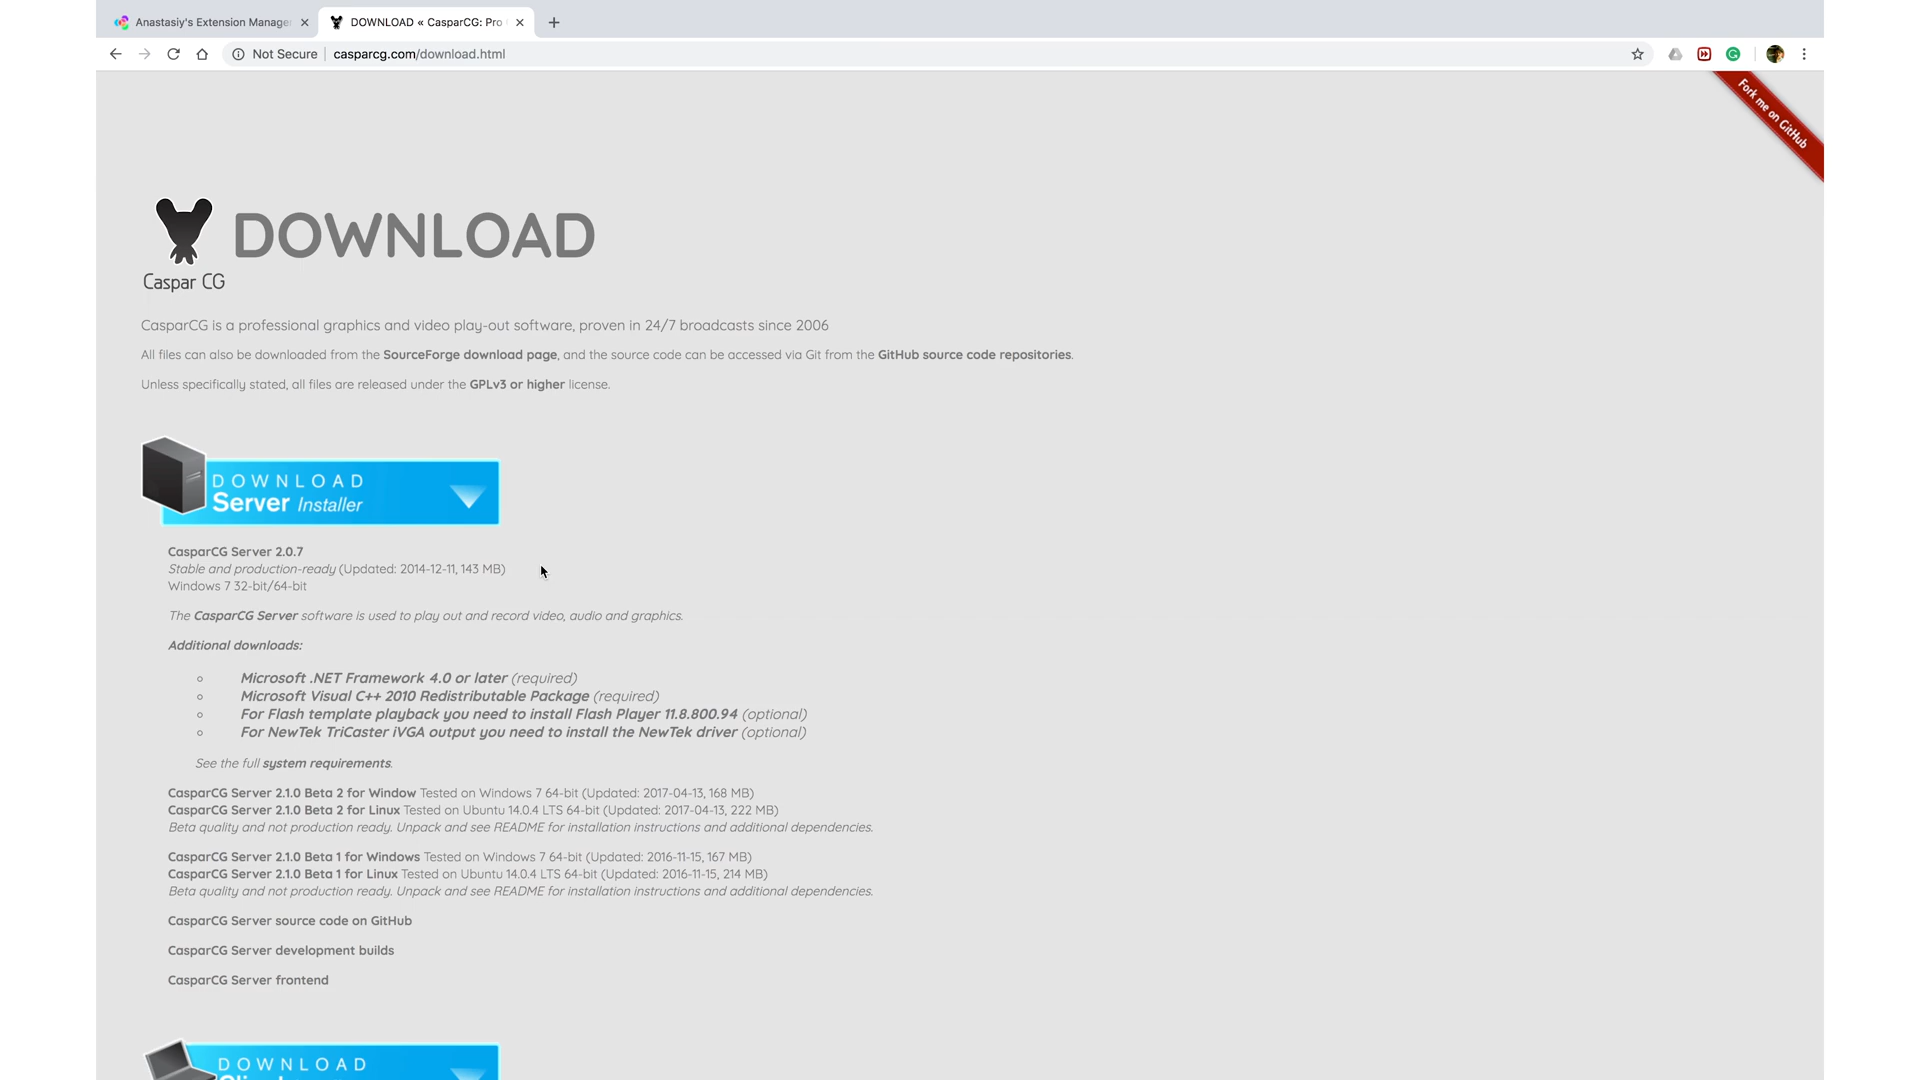 Anastasiy's Extension Manage
DOWNLOAD « CasparCG: Pro
Not Secure
casparcg.com/download.html
Fork me on GitHub
DOWNLOAD
Caspar CG
CasparCG is a professional graphics and video play-out software, proven in 24/7 broadcasts since 2006
All files can also be downloaded from the SourceForge download page, and the source code can be accessed via Git from the GitHub source code repositories.
Unless specifically stated, all files are released under the GPLv3 or higher license.
DOWNLOAD
Server Installer
CasparCG Server 2.0.7
Stable and production-ready (Updated: 2014-12-11, 143 MB)
Windows 7 32-bit/64-bit
The CasparCG Server software is used to play out and record video, audio and graphics.
Additional downloads:
Microsoft .NET Framework 4.0 or later (required)
Microsoft Visual C++ 2010 Redistributable Package (required)
For Flash template playback you need to install Flash Player 11.8.800.94 (optional)
For NewTek TriCaster iVGA output you need to install the NewTek driver (optional)
See the full system requirements.
CasparCG Server 2.1.0 Beta 2 for Window Tested on Windows 7 64-bit (Updated: 2017-04-13, 168 MB)
CasparCG Server 2.1.0 Beta 2 for Linux Tested on Ubuntu 14.0.4 LTS 64-bit (Updated: 2017-04-13, 222 MB)
Beta quality and not production ready. Unpack and see README for installation instructions and additional dependencies.
CasparCG Server 2.1.0 Beta 1 for Windows Tested on Windows 7 64-bit (Updated: 2016-11-15, 167 MB)
CasparCG Server 2.1.0 Beta 1 for Linux Tested on Ubuntu 14.0.4 LTS 64-bit (Updated: 2016-11-15, 214 MB)
Beta quality and not production ready. Unpack and see README for installation instructions and additional dependencies.
CasparCG Server source code on GitHub
CasparCG Server development builds
CasparCG Server frontend
DOWNLOAD